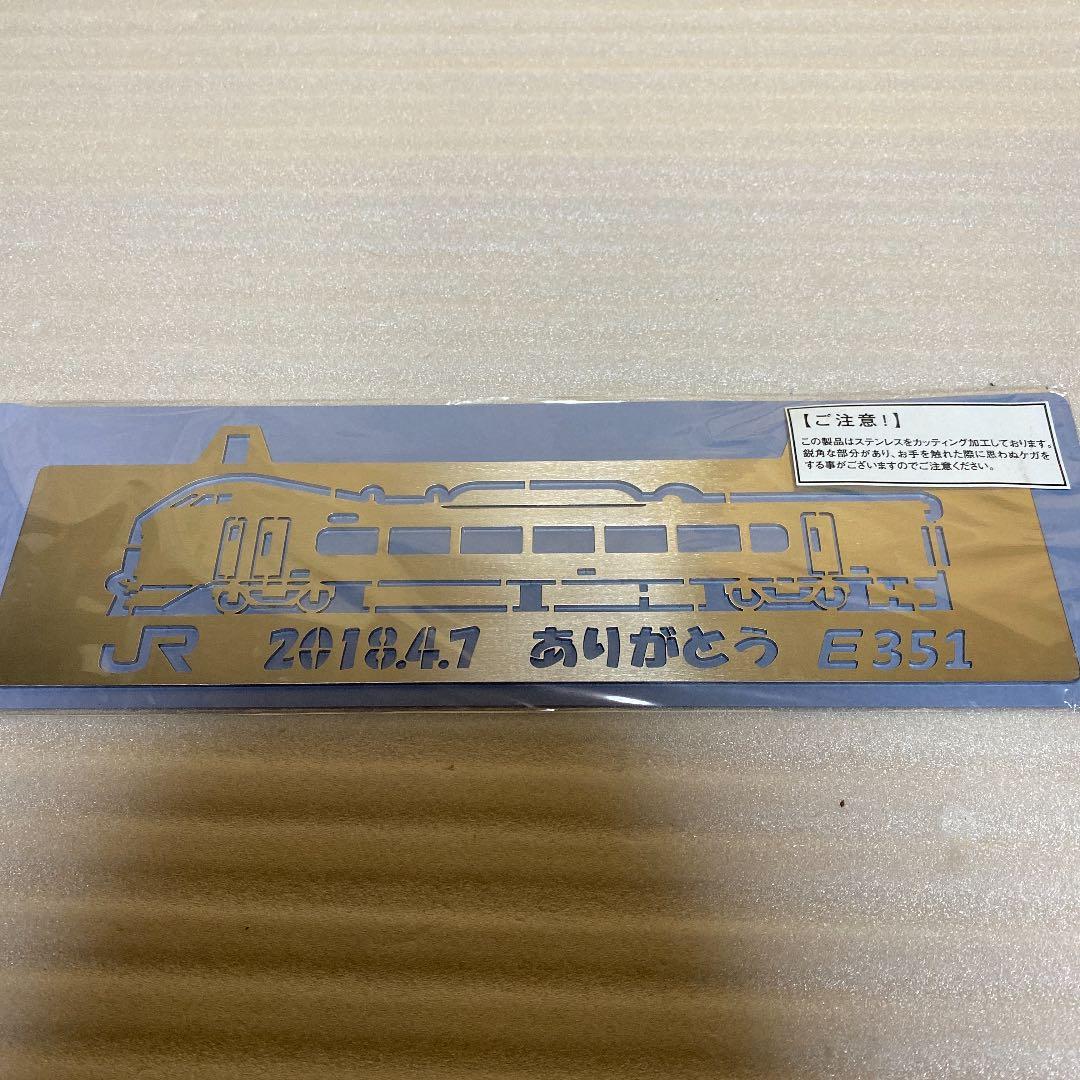 【ご注意!】
この製品はステンレスをカッティング加工しております。
鋭角な部分があり、お手を触れた際に思わぬケガを
する事がございますのでご注意ください。
JR 2018.4.7 ありがとう E351